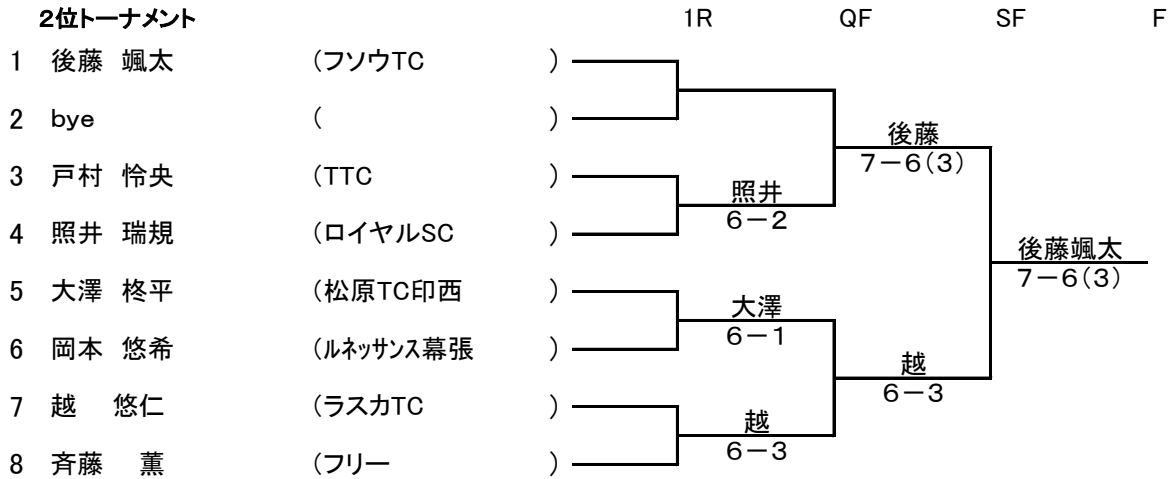 ２位トーナメント 1R QF SF F
1 後藤 颯太 (フソウTC )
2 bye ( )
後藤
7－6(3)
3 戸村 怜央 (TTC )
照井
6－2
4 照井 瑞規 (ロイヤルSC )
後藤颯太
7－6(3)
5 大澤 柊平 (松原TC印西 )
大澤
6－1
6 岡本 悠希 (ルネッサンス幕張 )
越
6－3
7 越 悠仁 (ラスカTC )
越
6－3
8 斉藤 薫 (フリー )